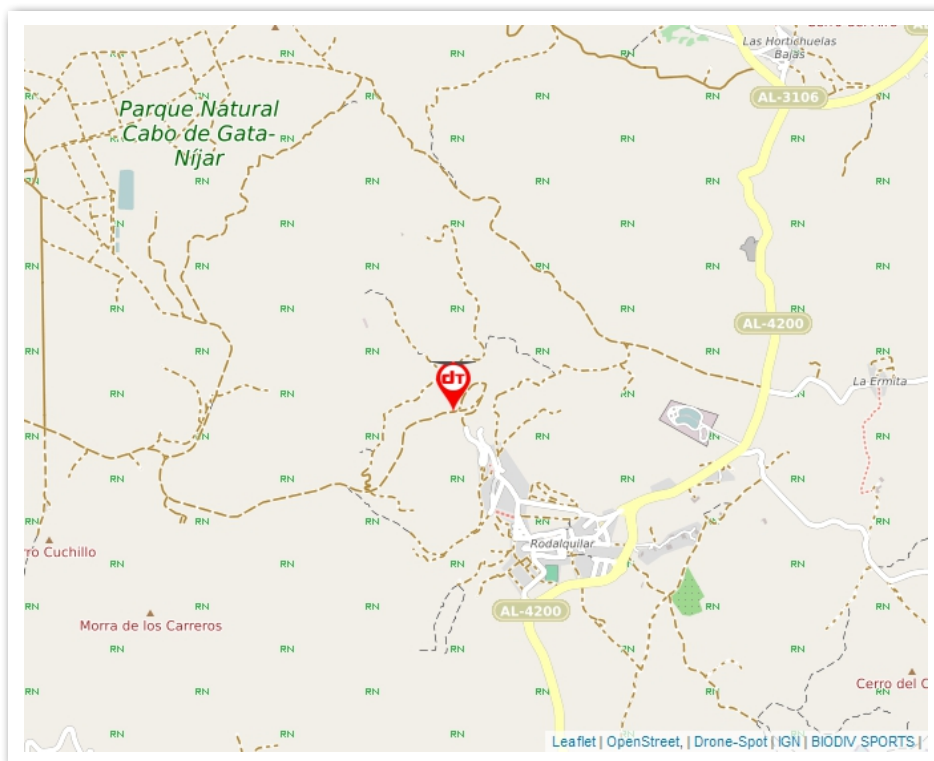 Las Hortichuelas
Bajas
AL-3106
Parque Natural
Cabo de Gata-
Níjar
AL-4200
dT
La Ermita
Rodalquilar
ro Cuchillo
AL-4200
Morra de los Carreros
Cerro del C
RN
Leaflet | OpenStreet, | Drone-Spot | IGN | BIODIV SPORTS |